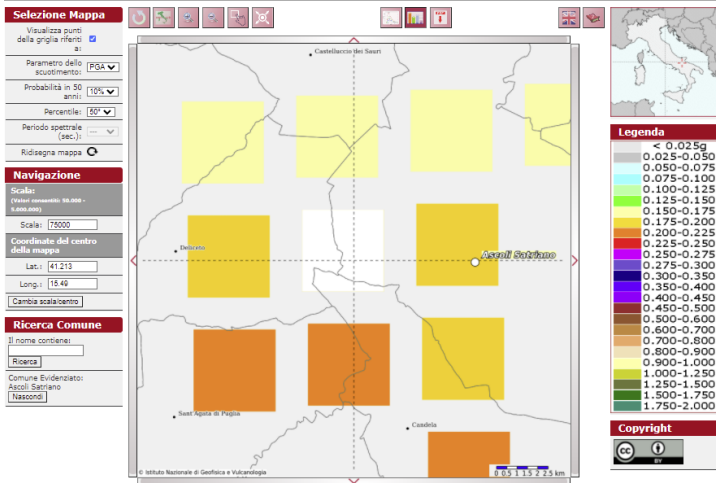 Selezione Mappa
Visualizza punti
della griglia riferiti
a:
Parametro dello
scuotimento: PGA
Probabilità in 50
anni: 10%
Percentile: 50°
Periodo spettrale
(sec.): ---
Ridisegna mappa
Navigazione
Scala:
(Valori consentiti 50.000 -
5.000.000)
Scala: 75000
Coordinate del centro
della mappa
Lat.: 41.213
Long.: 15.49
Cambia scala/centro
Ricerca Comune
Il nome contiene:
Ricerca
Comune Evidenziato:
Ascoli Satriano
Nascondi
Castelluccio dei Sauri
Deliceto
Ascoli Satriano
Sant'Agata di Puglia
Candela
© Istituto Nazionale di Geofisica e Vulcanologia
0 0.5 1 1.5 2 2.5 km
Legenda
< 0.025g
0.025-0.050
0.050-0.075
0.075-0.100
0.100-0.125
0.125-0.150
0.150-0.175
0.175-0.200
0.200-0.225
0.225-0.250
0.250-0.275
0.275-0.300
0.300-0.350
0.350-0.400
0.400-0.450
0.450-0.500
0.500-0.600
0.600-0.700
0.700-0.800
0.800-0.900
0.900-1.000
1.000-1.250
1.250-1.500
1.500-1.750
1.750-2.000
Copyright
cc
BY